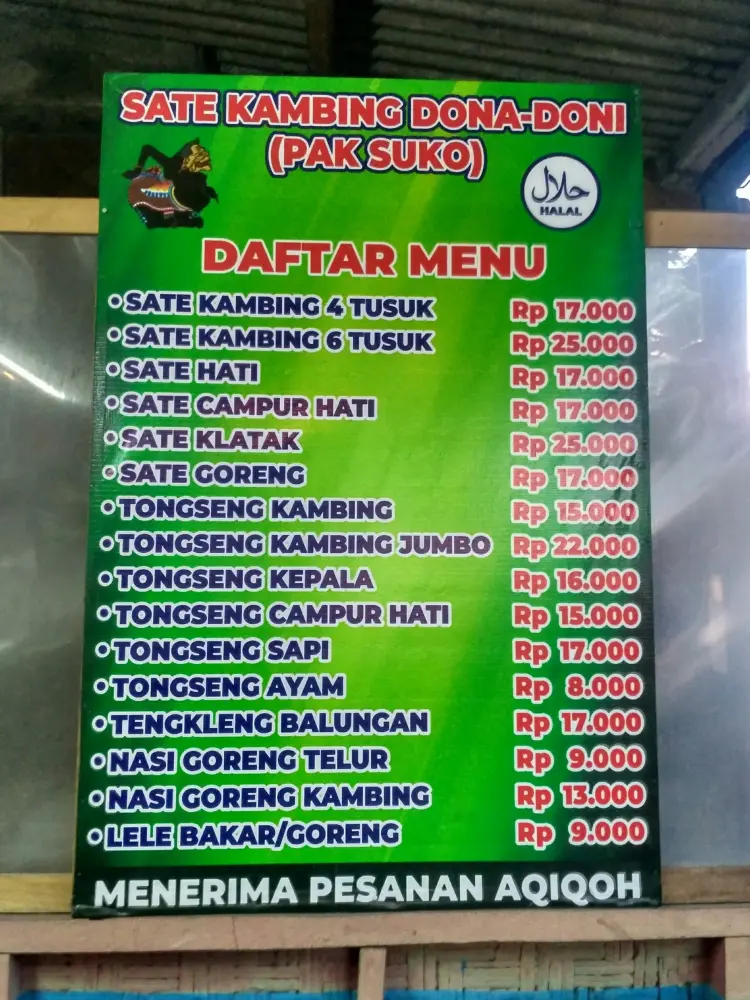 SATE KAMBING DONA-DONI
(PAK SUKO)
حلال
HALAL
DAFTAR MENU
•SATE KAMBING 4 TUSUK Rp 17.000
•SATE KAMBING 6 TUSUK Rp 25.000
•SATE HATI Rp 17.000
•SATE CAMPUR HATI Rp 17.000
•SATE KLATAK Rp 25.000
•SATE GORENG Rp 17.000
•TONGSENG KAMBING Rp 15.000
•TONGSENG KAMBING JUMBO Rp 22.000
•TONGSENG KEPALA Rp 16.000
•TONGSENG CAMPUR HATI Rp 15.000
•TONGSENG SAPI Rp 17.000
•TONGSENG AYAM Rp 8.000
•TENGKLENG BALUNGAN Rp 17.000
•NASI GORENG TELUR Rp 9.000
•NASI GORENG KAMBING Rp 13.000
•LELE BAKAR/GORENG Rp 9.000
MENERIMA PESANAN AQIQOH